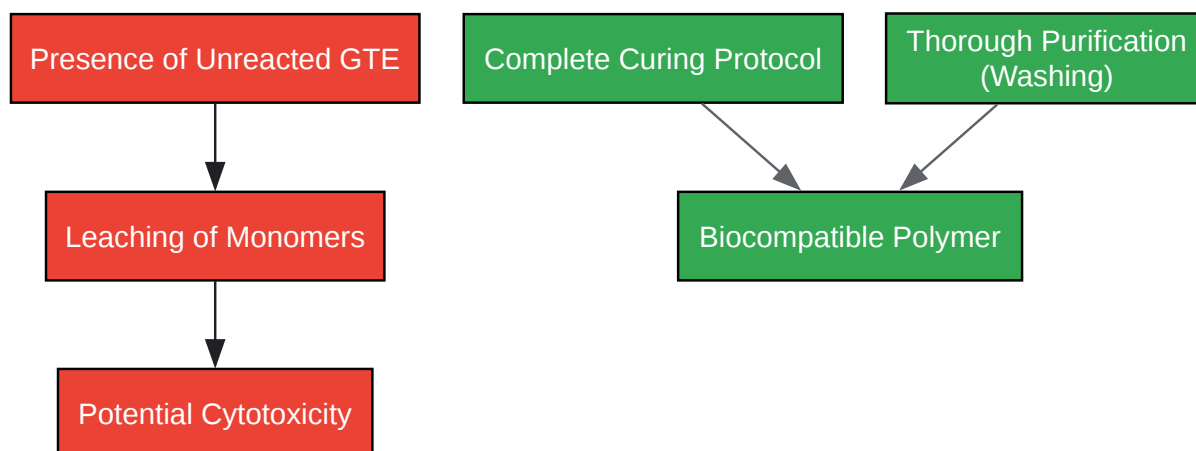 Presence of Unreacted GTE
Complete Curing Protocol
Thorough Purification
(Washing)
Leaching of Monomers
Biocompatible Polymer
Potential Cytotoxicity